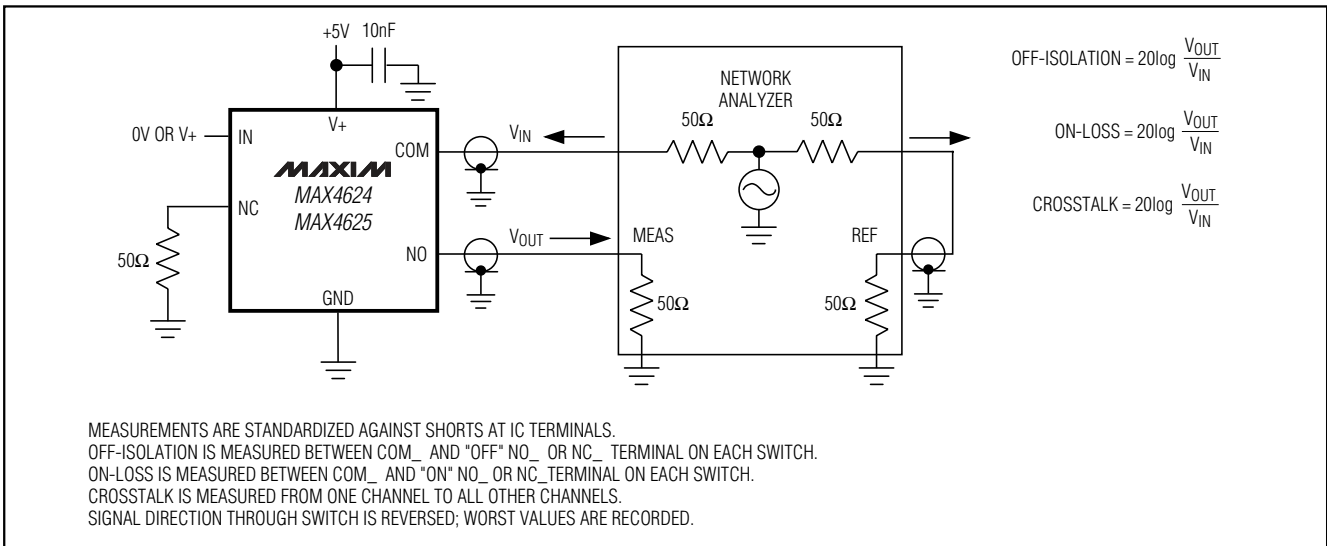 +5V 10nF
V+
0V OR V+ IN
COM
MAXIM
MAX4624
MAX4625
NC
NO
50Ω
GND
VIN
VOUT
NETWORK
ANALYZER
50Ω 50Ω
MEAS REF
50Ω 50Ω
OFF-ISOLATION = 20log VOUT
VIN
ON-LOSS = 20log VOUT
VIN
CROSSTALK = 20log VOUT
VIN
MEASUREMENTS ARE STANDARDIZED AGAINST SHORTS AT IC TERMINALS.
OFF-ISOLATION IS MEASURED BETWEEN COM_ AND "OFF" NO_ OR NC_ TERMINAL ON EACH SWITCH.
ON-LOSS IS MEASURED BETWEEN COM_ AND "ON" NO_ OR NC_TERMINAL ON EACH SWITCH.
CROSSTALK IS MEASURED FROM ONE CHANNEL TO ALL OTHER CHANNELS.
SIGNAL DIRECTION THROUGH SWITCH IS REVERSED; WORST VALUES ARE RECORDED.